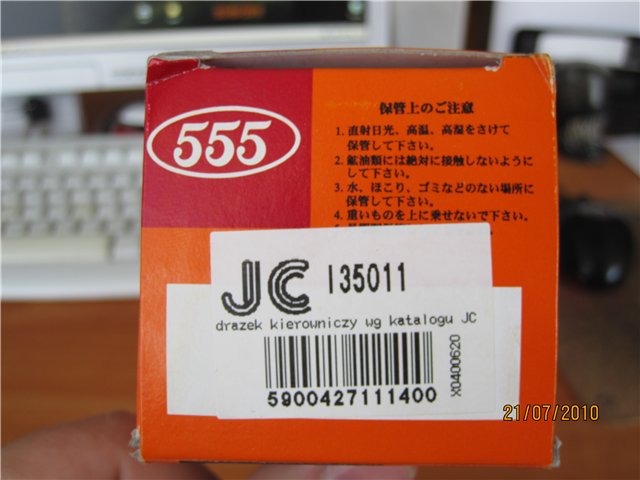 555
保管上のご注意
1. 直射日光、高温、高湿をさけて
保管して下さい。
2. 鉱油類には絶対に接触しないように
して下さい。
3. 水、ほこり、ゴミなどのない場所に
保管して下さい。
4. 重いものを上に乗せないで下さい。
JC I35011
drazek kierowniczy wg katalogu JC
5900427111400
X0400620
21/07/2010